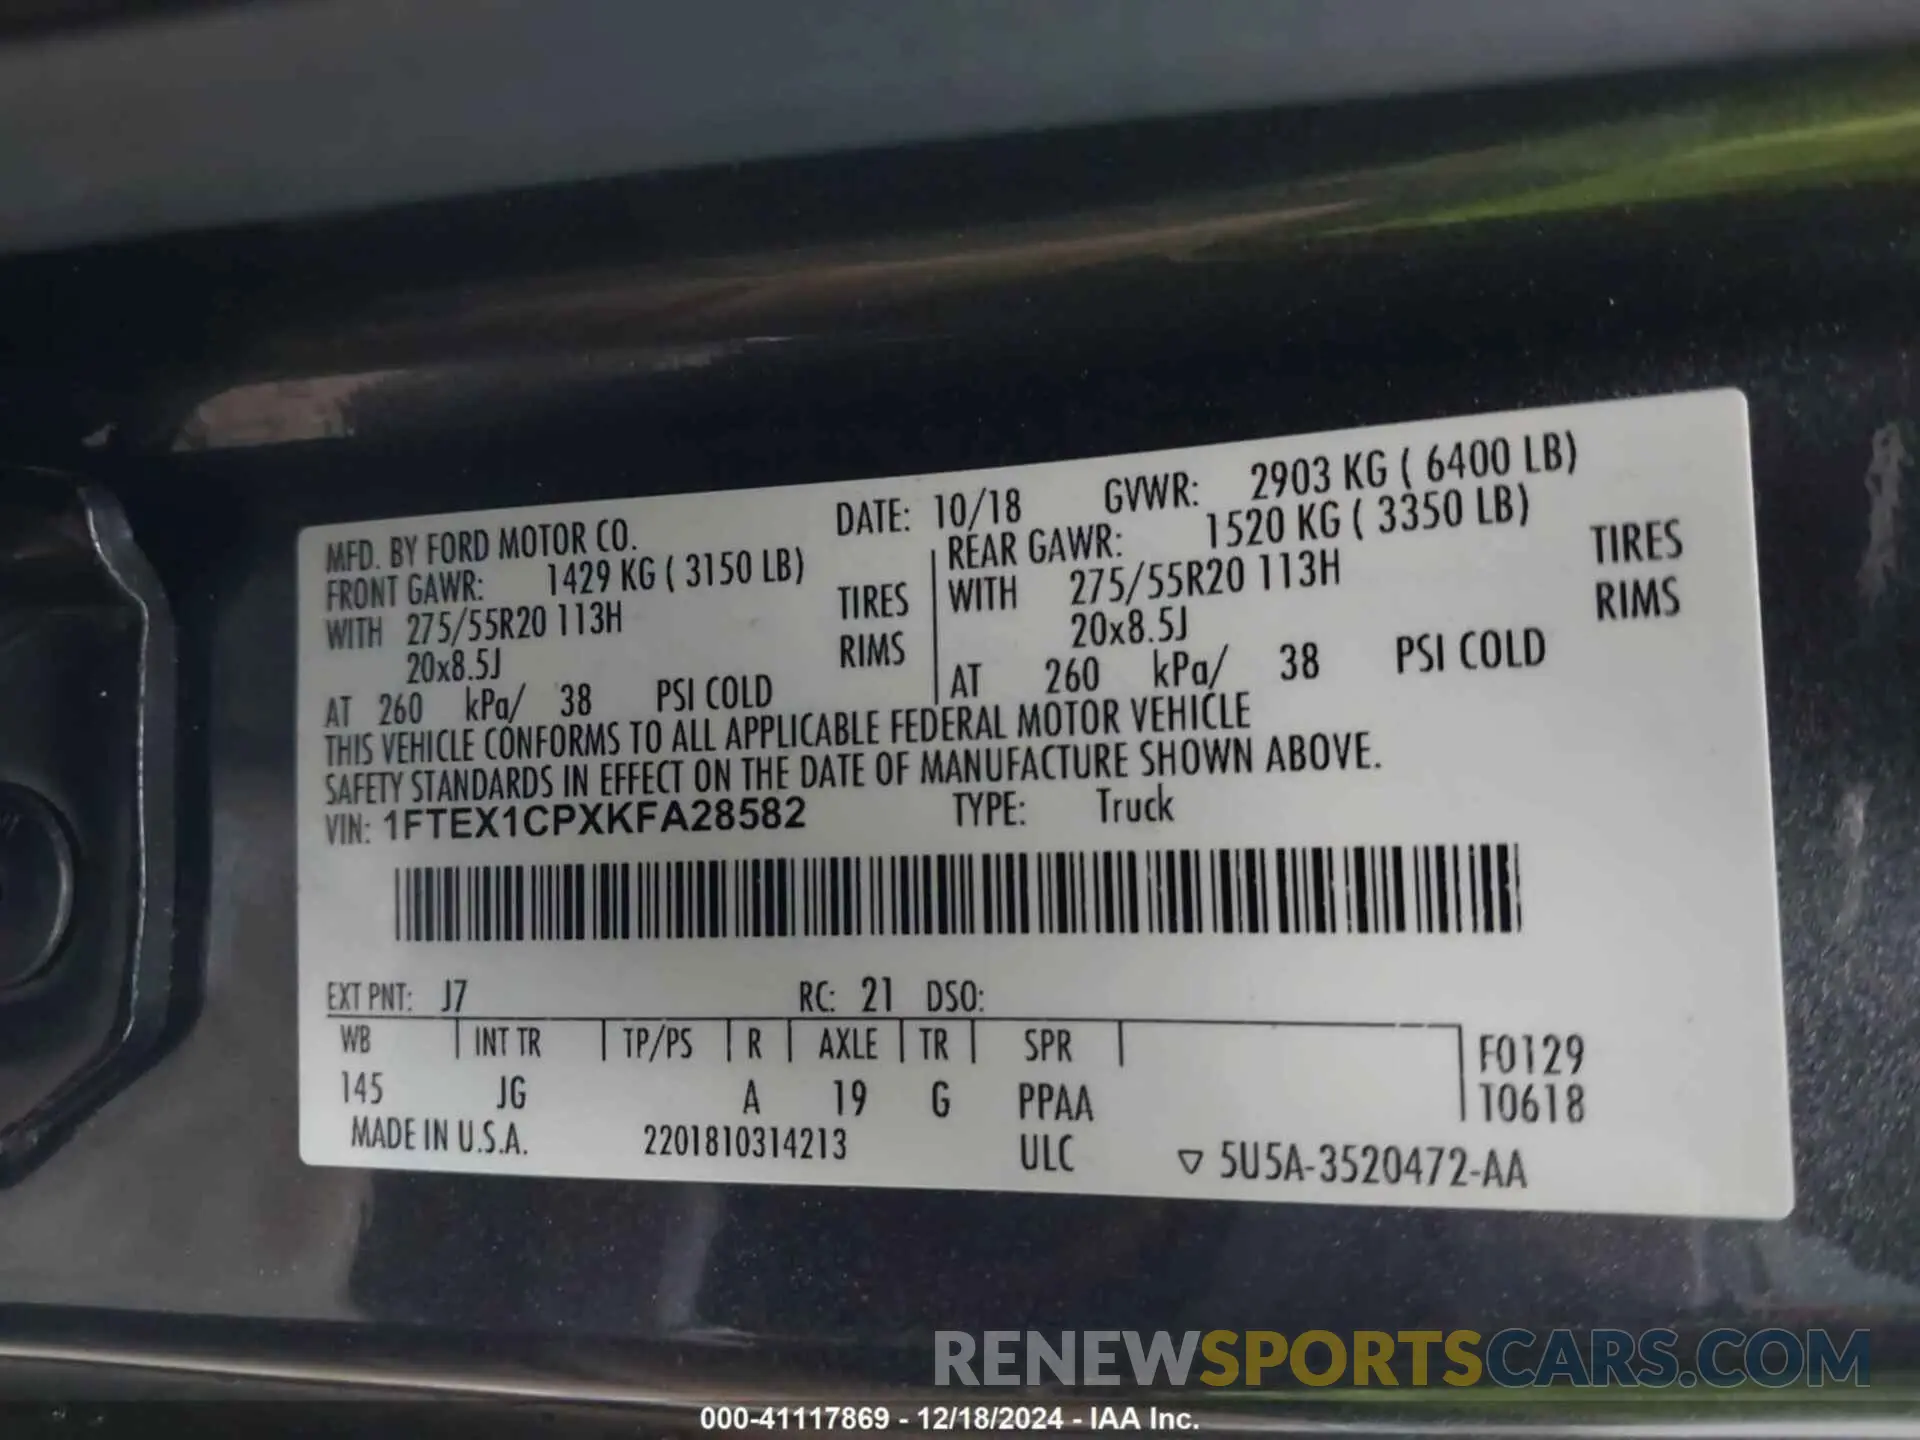 MFD. BY FORD MOTOR CO. DATE: 10/18 GVWR: 2903 KG ( 6400 LB)
FRONT GAWR: 1429 KG ( 3150 LB) REAR GAWR: 1520 KG ( 3350 LB)
WITH 275/55R20 113H TIRES WITH 275/55R20 113H TIRES
20x8.5J RIMS 20x8.5J RIMS
AT 260 kPa/ 38 PSI COLD AT 260 kPa/ 38 PSI COLD
THIS VEHICLE CONFORMS TO ALL APPLICABLE FEDERAL MOTOR VEHICLE
SAFETY STANDARDS IN EFFECT ON THE DATE OF MANUFACTURE SHOWN ABOVE.
VIN: 1FTEX1CPXKFA28582 TYPE: Truck
EXT PNT: J7 RC: 21 DSO:
WB INT TR TP/PS R AXLE TR SPR F0129
145 JG A 19 G PPAA T0618
MADE IN U.S.A. 2201810314213 ULC ▽ 5U5A-3520472-AA
RENEWSPORTSCARS.COM
000-41117869 - 12/18/2024 - IAA Inc.